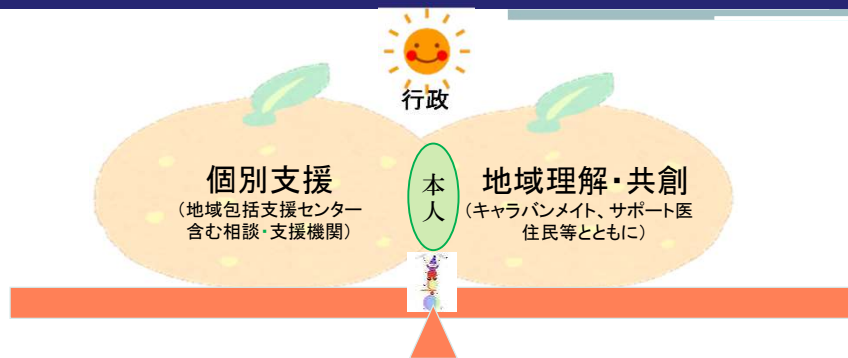 行政
個別支援
(地域包括支援センター
含む相談・支援機関)
本人
地域理解・共創
(キャラバンメイト、サポート医
住民等とともに)